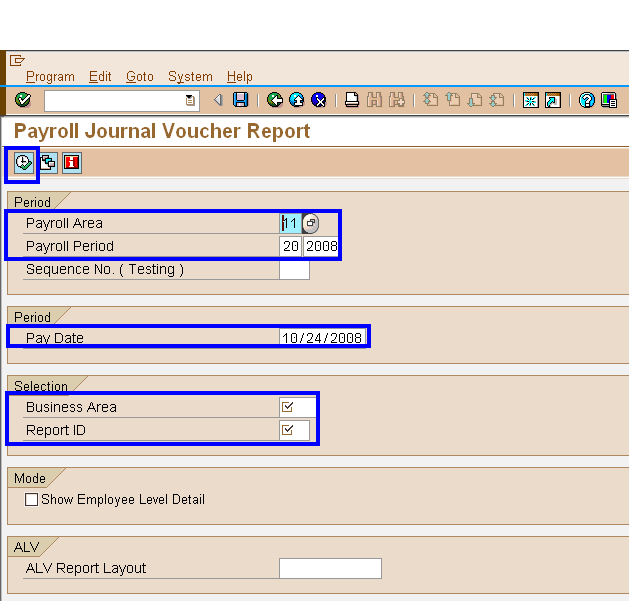 Program Edit Goto System Help
Payroll Journal Voucher Report
Period
Payroll Area 11
Payroll Period 20 2008
Sequence No. ( Testing )
Period
Pay Date 10/24/2008
Selection
Business Area
Report ID
Mode
Show Employee Level Detail
ALV
ALV Report Layout